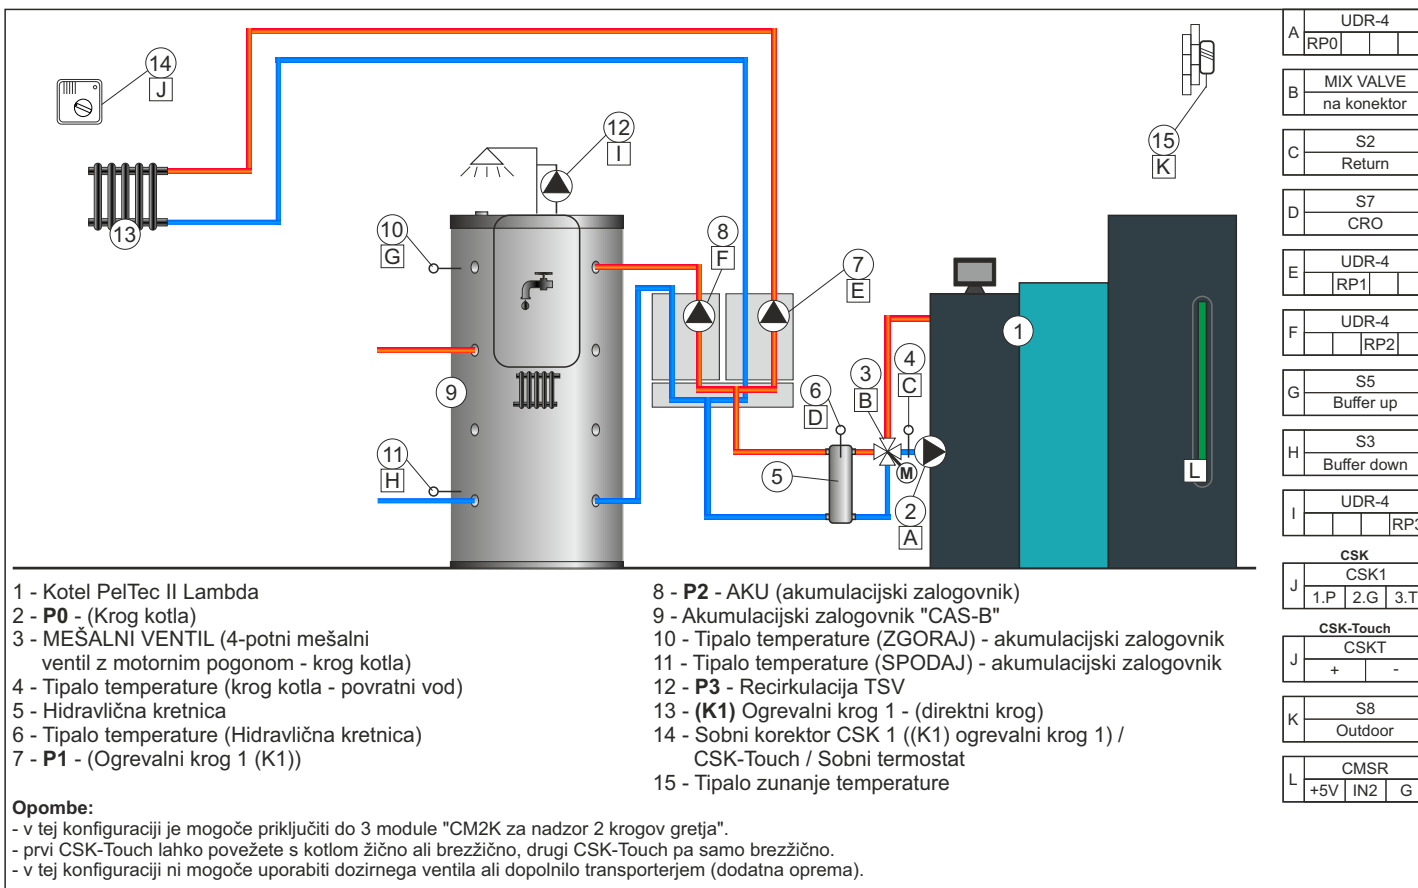 14
J
12
I
13
10
G
8
F
7
E
15
K
1
9
3
B
4
C
6
D
5
M
11
H
2
A
L
A UDR-4
RP0
B MIX VALVE
na konektor
C S2
Return
D S7
CRO
E UDR-4
RP1
F UDR-4
RP2
G S5
Buffer up
H S3
Buffer down
I UDR-4
RP3
CSK
J CSK1
1.P 2.G 3.T
CSK-Touch
J CSKT
+ -
K S8
Outdoor
L CMSR
+5V IN2 G
1 - Kotel PelTec II Lambda
2 - P0 - (Krog kotla)
3 - MEŠALNI VENTIL (4-potni mešalni
ventil z motornim pogonom - krog kotla)
4 - Tipalo temperature (krog kotla - povratni vod)
5 - Hidravlična kretnica
6 - Tipalo temperature (Hidravlična kretnica)
7 - P1 - (Ogrevalni krog 1 (K1))
8 - P2 - AKU (akumulacijski zalogovnik)
9 - Akumulacijski zalogovnik "CAS-B"
10 - Tipalo temperature (ZGORAJ) - akumulacijski zalogovnik
11 - Tipalo temperature (SPODAJ) - akumulacijski zalogovnik
12 - P3 - Recirkulacija TSV
13 - (K1) Ogrevalni krog 1 - (direktni krog)
14 - Sobni korektor CSK 1 ((K1) ogrevalni krog 1) /
CSK-Touch / Sobni termostat
15 - Tipalo zunanje temperature
Opombe:
- v tej konfiguraciji je mogoče priključiti do 3 module "CM2K za nadzor 2 krogov gretja".
- prvi CSK-Touch lahko povežete s kotlom žično ali brezžično, drugi CSK-Touch pa samo brezžično.
- v tej konfiguraciji ni mogoče uporabiti dozirnega ventila ali dopolnilo transporterjem (dodatna oprema).